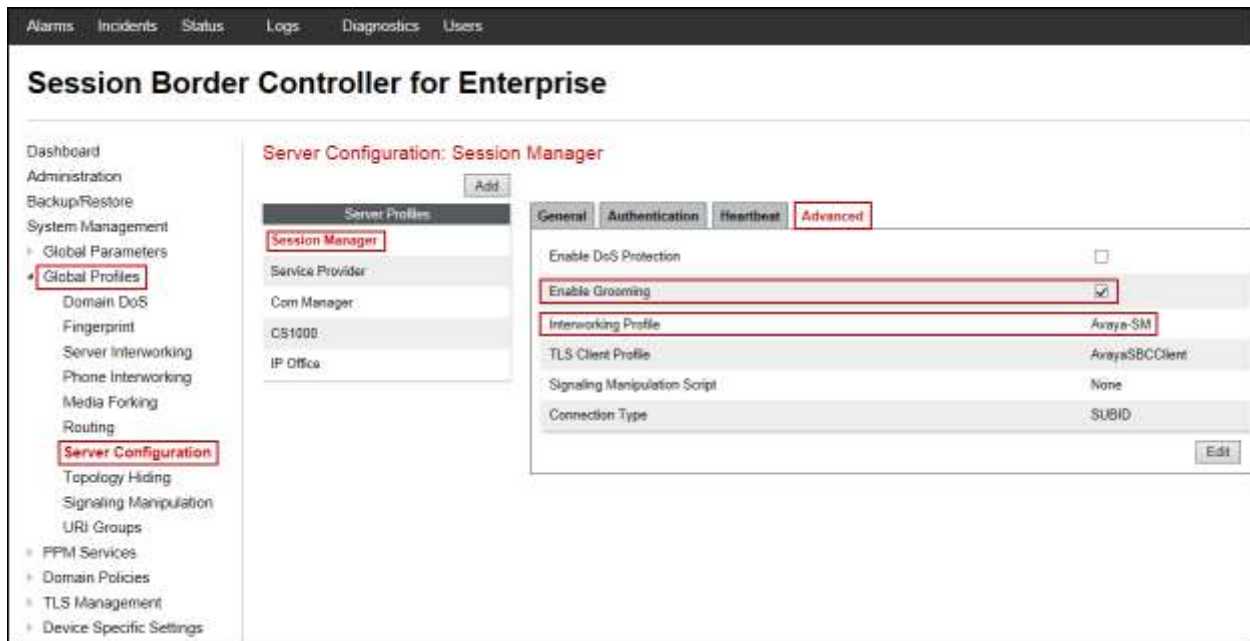 Alarms Incidents Status Logs Diagnostics Users
Session Border Controller for Enterprise
Dashboard
Administration
Backup/Restore
System Management
Global Parameters
Global Profiles
Domain DoS
Fingerprint
Server Interworking
Phone Interworking
Media Forking
Routing
Server Configuration
Topology Hiding
Signaling Manipulation
URI Groups
PPM Services
Domain Policies
TLS Management
Device Specific Settings
Server Configuration: Session Manager
Add
Server Profiles
Session Manager
Service Provider
Com Manager
CS1000
IP Office
General Authentication Heartbeat Advanced
Enable DoS Protection
Enable Grooming
Interworking Profile Avaya-SM
TLS Client Profile AvayaSBCClient
Signaling Manipulation Script None
Connection Type SUBID
Edit